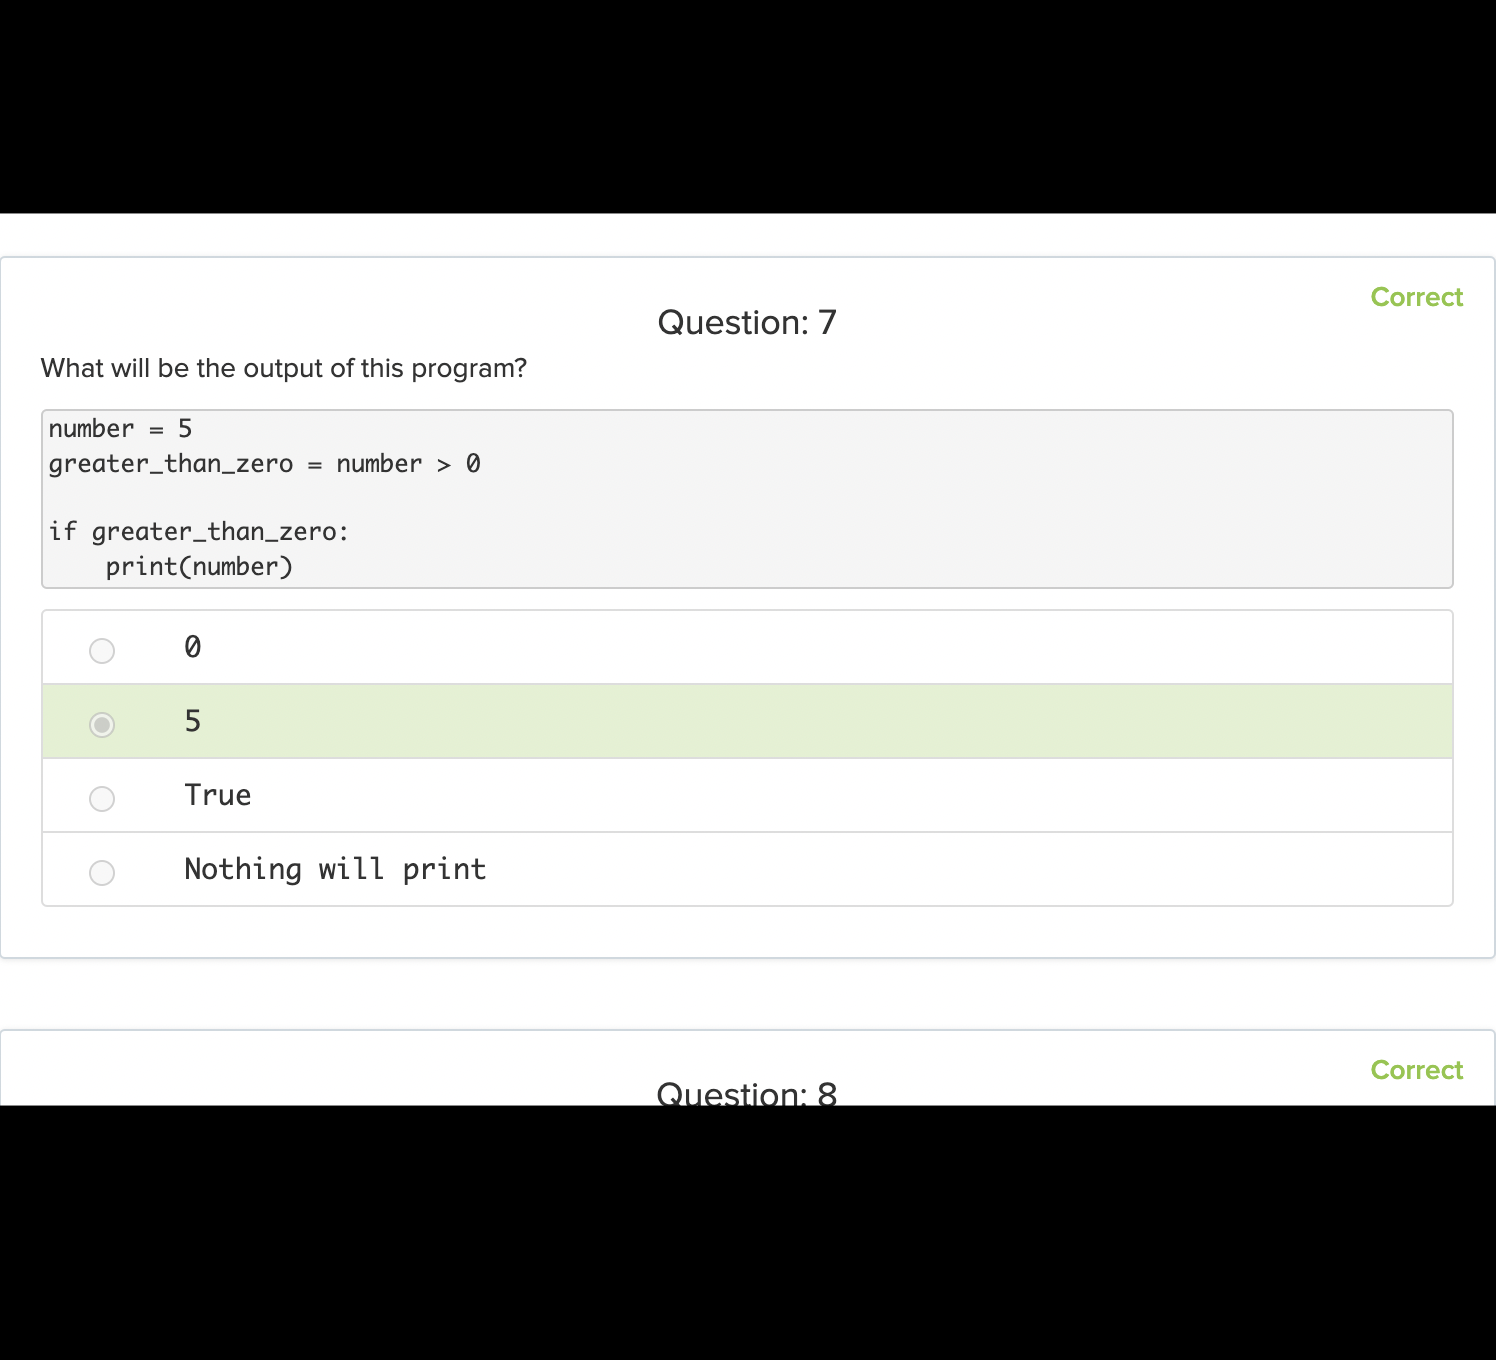 Correct
Question: 7
What will be the output of this program?
number = 5
greater_than_zero = number > 0
if greater_than_zero:
    print(number)
0
5
True
Nothing will print
Correct
Question: 8